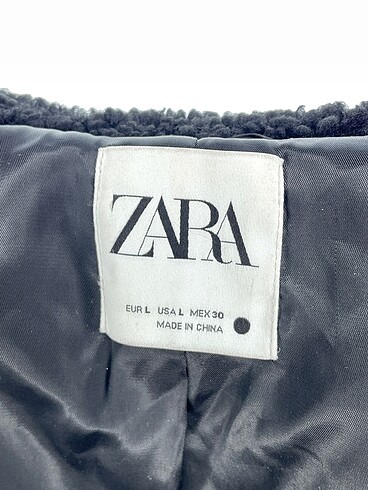 ZARA
EUR L USA L MEX 30
MADE IN CHINA